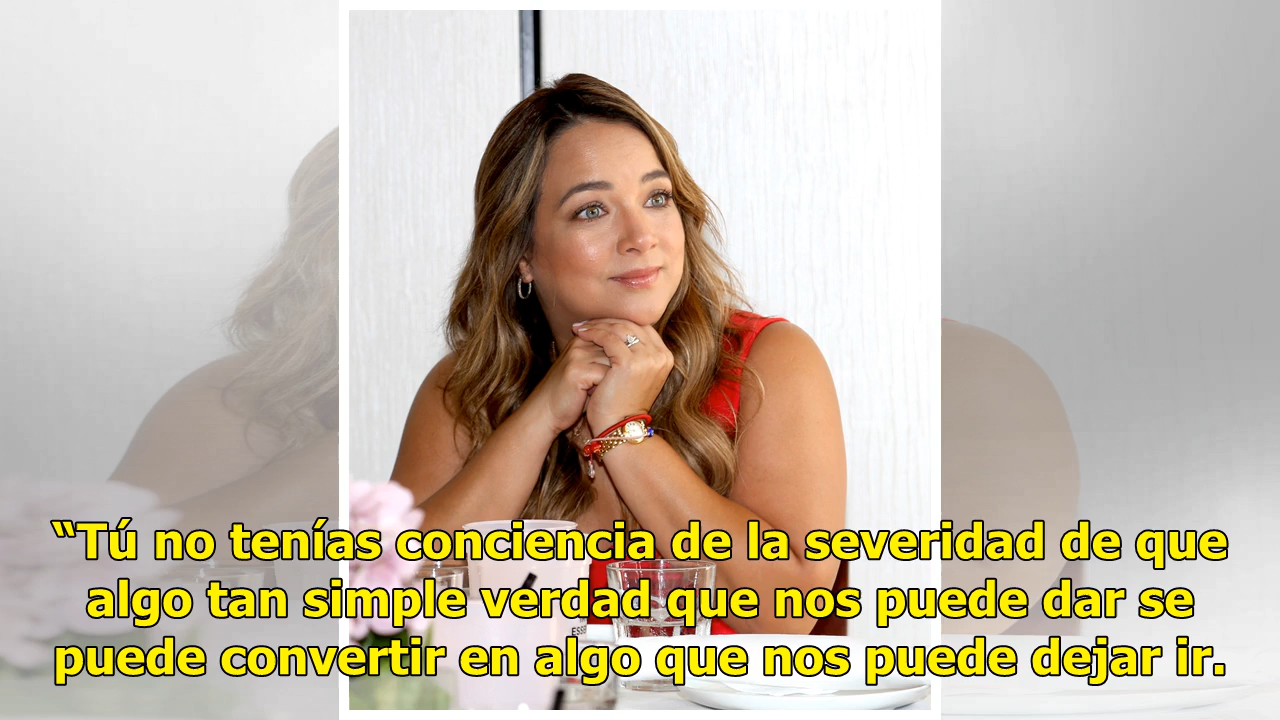 “Tú no tenías conciencia de la severidad de que
algo tan simple verdad que nos puede dar se
puede convertir en algo que nos puede dejar ir.